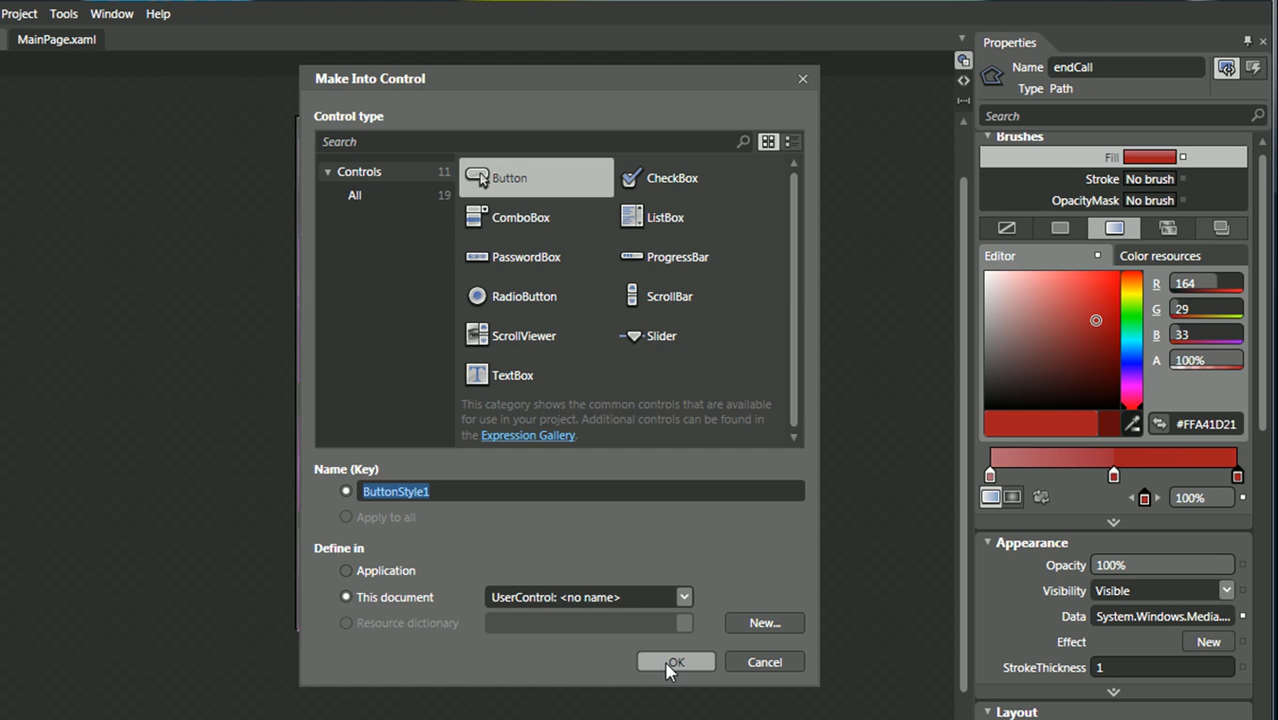 Project Tools Window Help
MainPage.xaml
Make Into Control
Control type
Search
Controls 11
All 19
Button
CheckBox
ComboBox
ListBox
PasswordBox
ProgressBar
RadioButton
ScrollBar
ScrollViewer
Slider
TextBox
This category shows the common controls that are available
for use in your project. Additional controls can be found in
the Expression Gallery.
Name (Key)
ButtonStyle1
Apply to all
Define in
Application
This document UserControl: <no name>
Resource dictionary New...
OK Cancel
Properties
Name endCall
Type Path
Search
Brushes
Fill
Stroke No brush
OpacityMask No brush
Editor Color resources
R 164
G 29
B 33
A 100%
#FFA41D21
100%
Appearance
Opacity 100%
Visibility Visible
Data System.Windows.Media....
Effect New
StrokeThickness 1
Layout